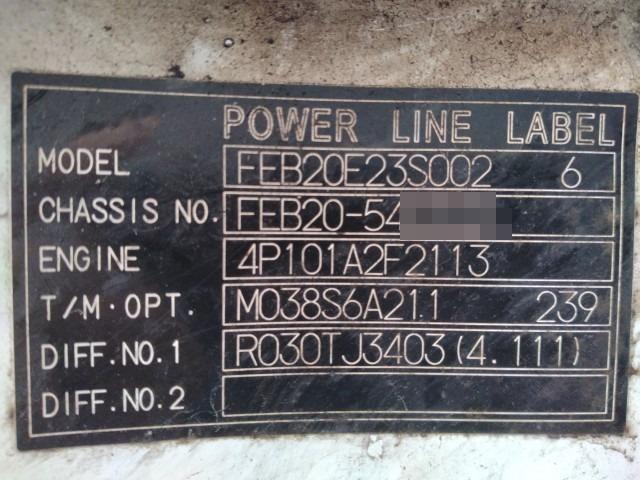 POWER LINE LABEL
MODEL FEB20E23S002 6
CHASSIS NO. FEB20-54
ENGINE 4P101A2F2113
T/M·OPT. M038S6A211 239
DIFF.NO.1 R030TJ3403(4.111)
DIFF.NO.2